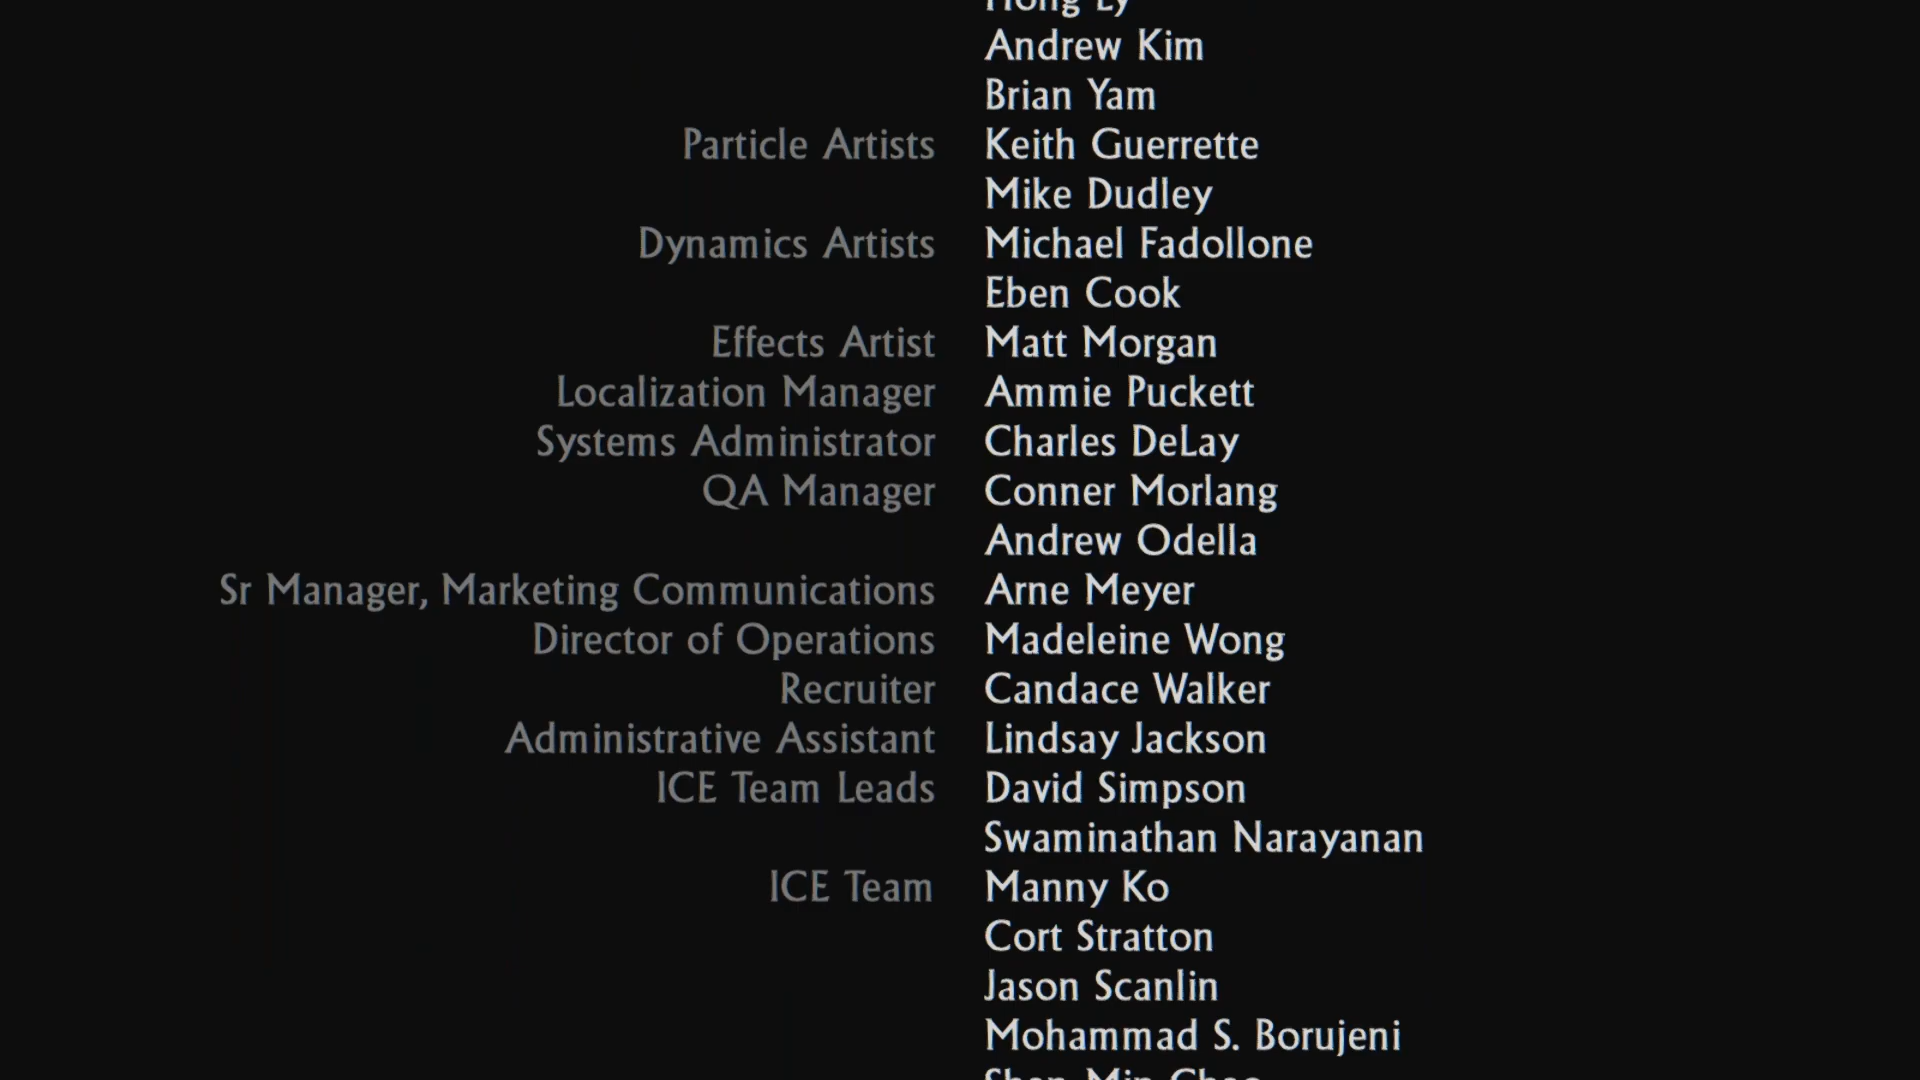 Andrew Kim
Brian Yam
Particle Artists Keith Guerrette
Mike Dudley
Dynamics Artists Michael Fadollone
Eben Cook
Effects Artist Matt Morgan
Localization Manager Ammie Puckett
Systems Administrator Charles DeLay
QA Manager Conner Morlang
Andrew Odella
Sr Manager, Marketing Communications Arne Meyer
Director of Operations Madeleine Wong
Recruiter Candace Walker
Administrative Assistant Lindsay Jackson
ICE Team Leads David Simpson
Swaminathan Narayanan
ICE Team Manny Ko
Cort Stratton
Jason Scanlin
Mohammad S. Borujeni